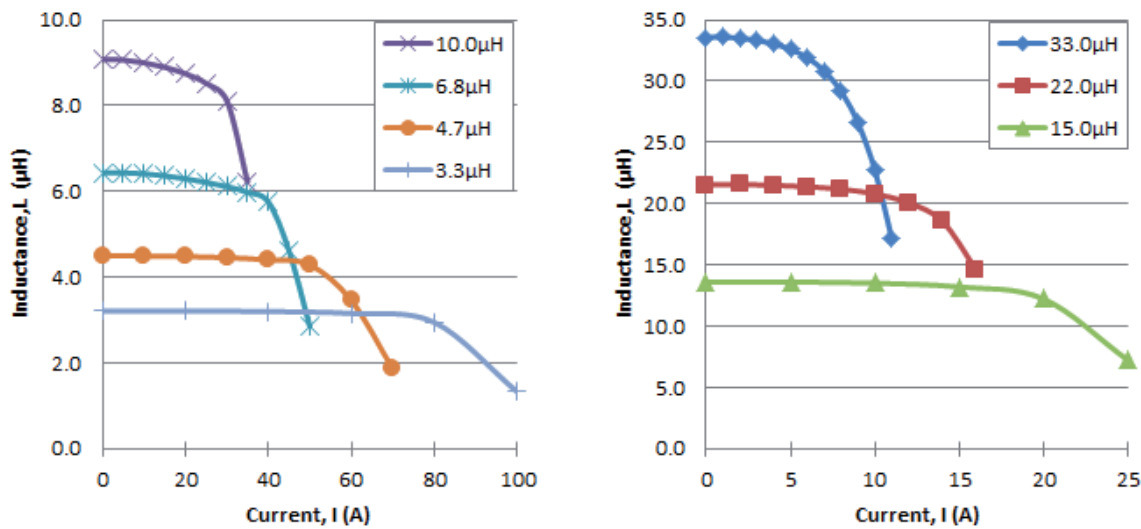 10.0
8.0
6.0
4.0
2.0
0.0
Inductance,L (µH)
10.0µH
6.8µH
4.7µH
3.3µH
0 20 40 60 80 100
Current, I (A)
35.0
30.0
25.0
20.0
15.0
10.0
5.0
0.0
Inductance,L (µH)
33.0µH
22.0µH
15.0µH
0 5 10 15 20 25
Current, I (A)